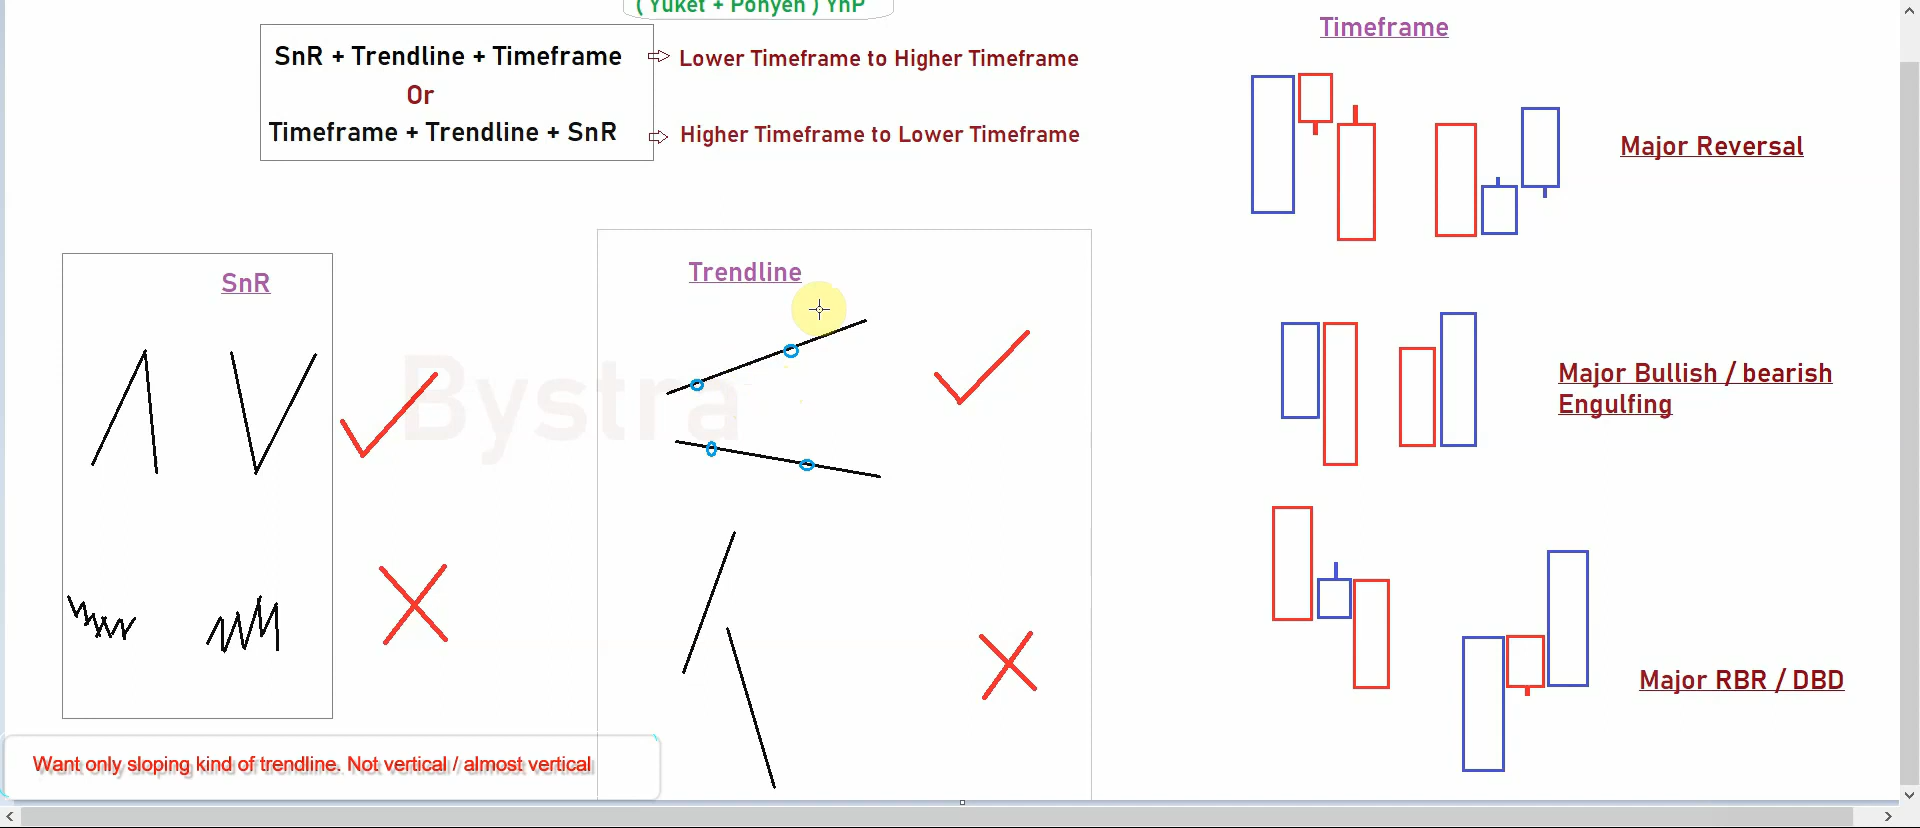 ( Yuket + Ponyen ) YnP
SnR + Trendline + Timeframe
Or
Timeframe + Trendline + SnR
Lower Timeframe to Higher Timeframe
Higher Timeframe to Lower Timeframe
Timeframe
Major Reversal
SnR
Trendline
Bystra
Major Bullish / bearish
Engulfing
Major RBR / DBD
Want only sloping kind of trendline. Not vertical / almost vertical